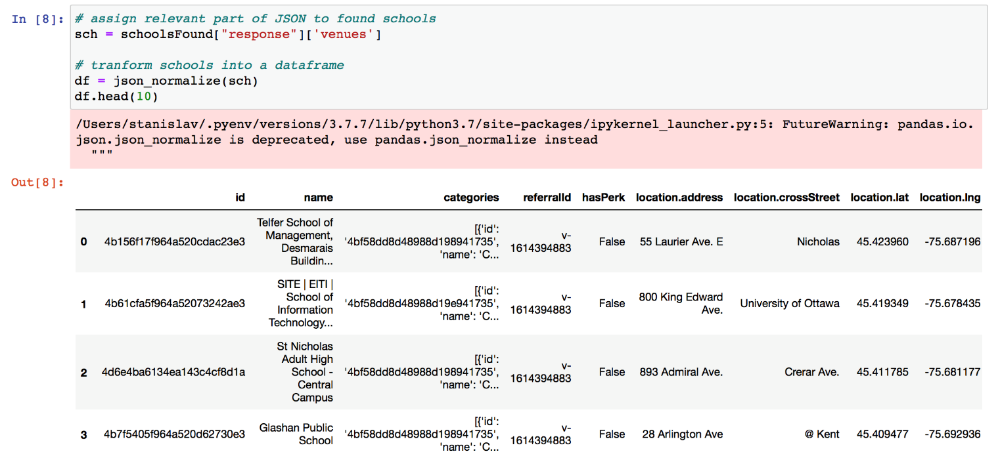 In [8]:
# assign relevant part of JSON to found schools
sch = schoolsFound["response"]['venues']
# tranform schools into a dataframe
df = json_normalize(sch)
df.head(10)
/Users/stanislav/.pyenv/versions/3.7.7/lib/python3.7/site-packages/ipykernel_launcher.py:5: FutureWarning: pandas.io.
json.json_normalize is deprecated, use pandas.json_normalize instead
"""
Out[8]:
id name categories referralId hasPerk location.address location.crossStreet location.lat location.lng
0
4b156f17f964a520cdac23e3
Telfer School of
Management,
Desmarais
Buildin...
[{'id':
'4bf58dd8d48988d198941735',
'name': 'C...
v-
1614394883
False
55 Laurier Ave. E
Nicholas
45.423960
-75.687196
1
4b61cfa5f964a52073242ae3
SITE | EITI |
School of
Information
Technology...
[{'id':
'4bf58dd8d48988d19e941735',
'name': 'C...
v-
1614394883
False
800 King Edward
Ave.
University of Ottawa
45.419349
-75.678435
2
4d6e4ba6134ea143c4cf8d1a
St Nicholas
Adult High
School -
Central
Campus
[{'id':
'4bf58dd8d48988d198941735',
'name': 'C...
v-
1614394883
False
893 Admiral Ave.
Crerar Ave.
45.411785
-75.681177
3
4b7f5405f964a520d62730e3
Glashan Public
School
[{'id':
'4bf58dd8d48988d198941735',
'name': 'C...
v-
1614394883
False
28 Arlington Ave
@ Kent
45.409477
-75.692936